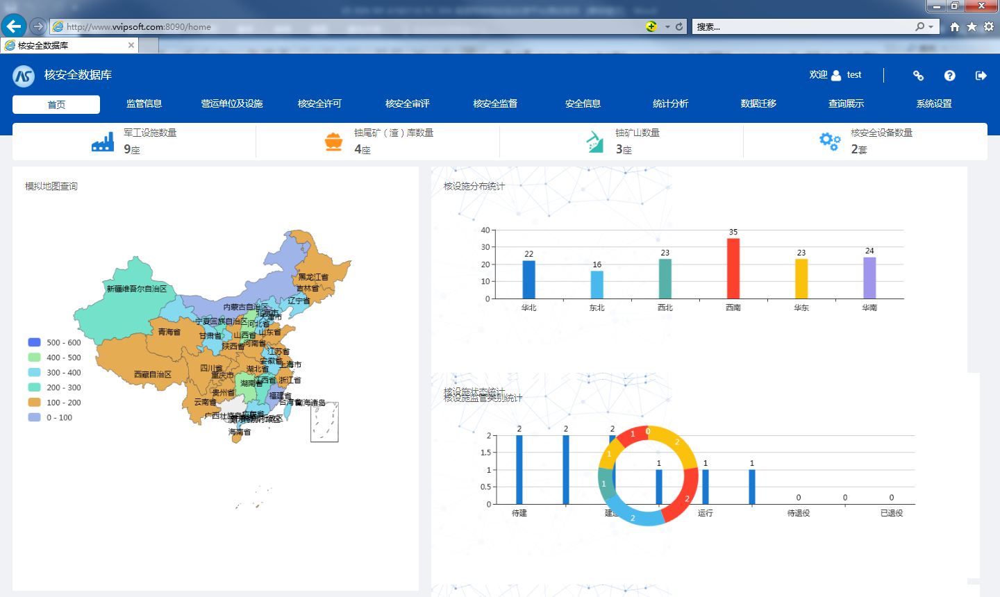 http://www.vvipsoft.com:8090/home
搜索...
核安全数据库
核安全数据库
欢迎 test
首页 监管信息 营运单位及设施 核安全许可 核安全审评 核安全监督 安全信息 统计分析 数据迁移 查询展示 系统设置
军工设施数量
9座
铀尾矿（渣）库数量
4座
铀矿山数量
3座
核安全设备数量
2套
模拟地图查询
黑龙江省
吉林省
新疆维吾尔自治区
辽宁省
内蒙古自治区
北京市
天津市
宁夏回族自治区
河北省
青海省
甘肃省
山西省
山东省
陕西省
河南省
江苏省
安徽省
上海市
四川省
重庆市
湖北省
西藏自治区
湖南省
江西省
浙江省
贵州省
福建省
云南省
台湾省
南海诸岛
广东省
海南省
500 - 600
400 - 500
300 - 400
200 - 300
100 - 200
0 - 100
核设施分布统计
40
30
20
10
0
22
16
23
35
23
24
华北 东北 西北 西南 华东 华南
核设施状态统计
核设施监管类别统计
2
1.5
1
0.5
0
2 2 2 1 1 1 0 0 0
待建 运行 待退役 已退役
0
2
2
2
1
1
1